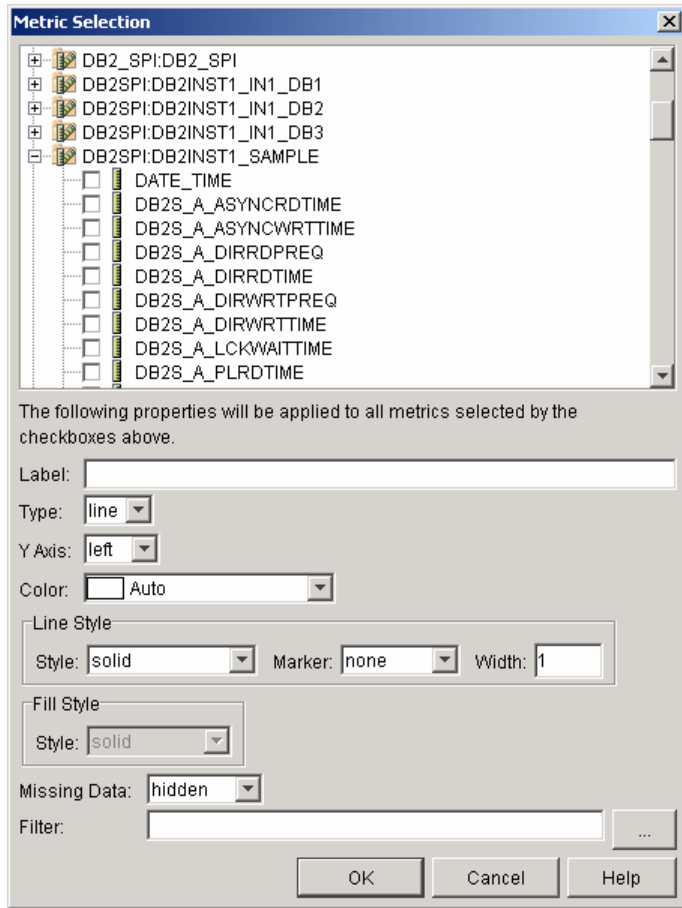 Metric Selection
DB2_SPI:DB2_SPI
DB2SPI:DB2INST1_IN1_DB1
DB2SPI:DB2INST1_IN1_DB2
DB2SPI:DB2INST1_IN1_DB3
DB2SPI:DB2INST1_SAMPLE
DATE_TIME
DB2S_A_ASYNCRDTIME
DB2S_A_ASYNCWRTTIME
DB2S_A_DIRRDPREQ
DB2S_A_DIRRDTIME
DB2S_A_DIRWRTPREQ
DB2S_A_DIRWRTTIME
DB2S_A_LCKWAITTIME
DB2S_A_PLRDTIME
The following properties will be applied to all metrics selected by the
checkboxes above.
Label:
Type: line
Y Axis: left
Color: Auto
Line Style
Style: solid Marker: none Width: 1
Fill Style
Style: solid
Missing Data: hidden
Filter: ...
OK Cancel Help